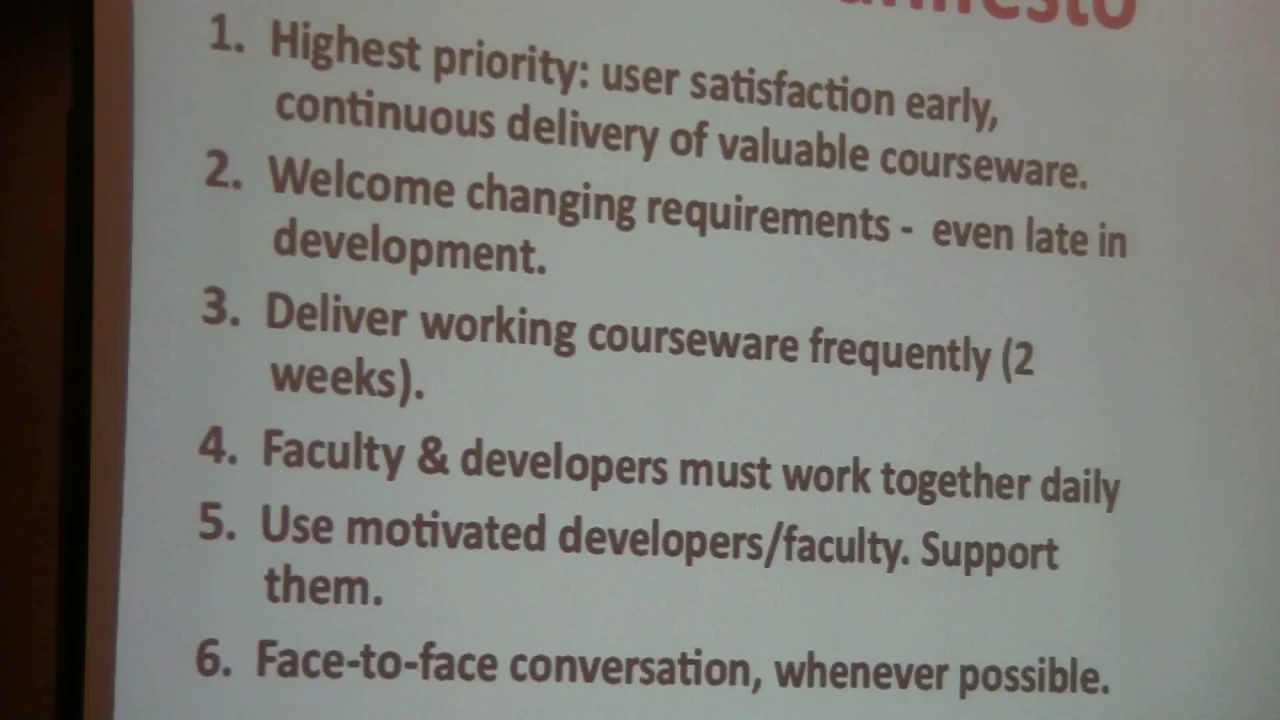 1. Highest priority: user satisfaction early,
continuous delivery of valuable courseware.
2. Welcome changing requirements - even late in
development.
3. Deliver working courseware frequently (2
weeks).
4. Faculty & developers must work together daily
5. Use motivated developers/faculty. Support
them.
6. Face-to-face conversation, whenever possible.